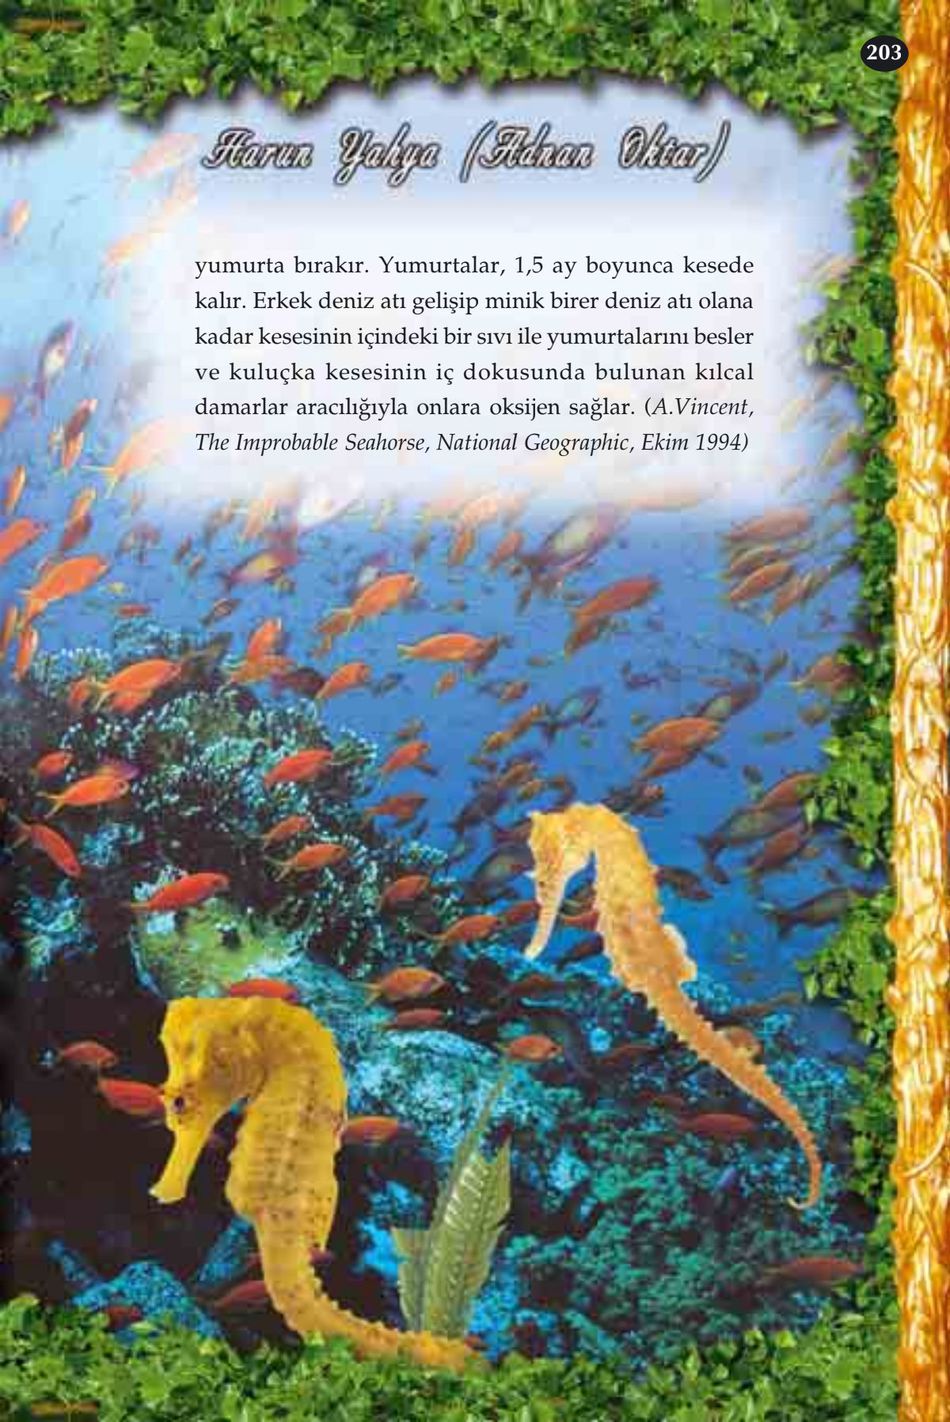 203
Harun Yahya (Adnan Oktar)
yumurta bırakır. Yumurtalar, 1,5 ay boyunca kesede
kalır. Erkek deniz atı gelişip minik birer deniz atı olana
kadar kesesinin içindeki bir sıvı ile yumurtalarını besler
ve kuluçka kesesinin iç dokusunda bulunan kılcal
damarlar aracılığıyla onlara oksijen sağlar. (A.Vincent,
The Improbable Seahorse, National Geographic, Ekim 1994)